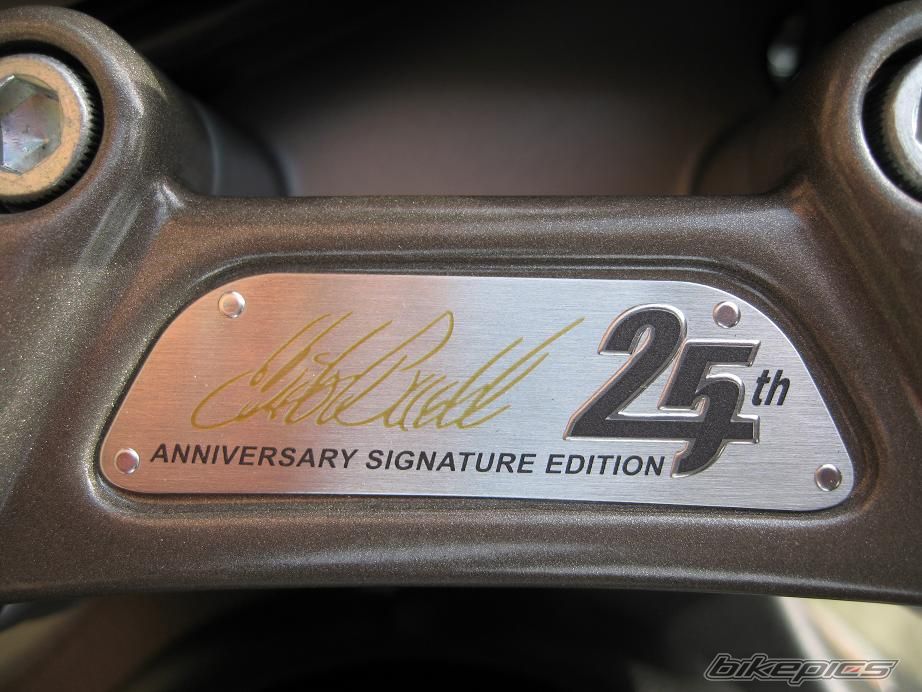 25th
ANNIVERSARY SIGNATURE EDITION
bikepics